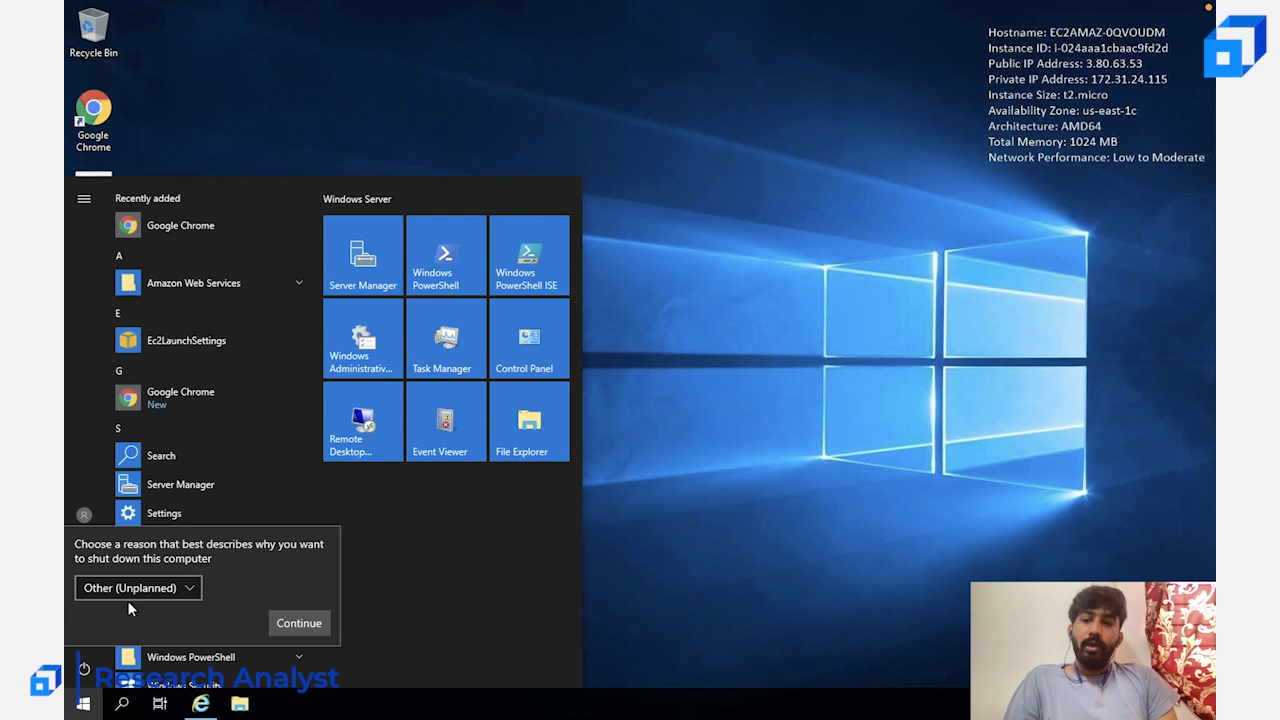 Recycle Bin
Google
Chrome
Hostname: EC2AMAZ-0QVOUDM
Instance ID: i-024aaa1cbaac9fd2d
Public IP Address: 3.80.63.53
Private IP Address: 172.31.24.115
Instance Size: t2.micro
Availability Zone: us-east-1c
Architecture: AMD64
Total Memory: 1024 MB
Network Performance: Low to Moderate
Recently added
Google Chrome
A
Amazon Web Services
E
Ec2LaunchSettings
G
Google Chrome
New
S
Search
Server Manager
Settings
Choose a reason that best describes why you want
to shut down this computer
Other (Unplanned)
Continue
Windows PowerShell
Windows Security
Windows Server
Server Manager
Windows
PowerShell
Windows
PowerShell ISE
Windows
Administrativ...
Task Manager
Control Panel
Remote
Desktop...
Event Viewer
File Explorer
Research Analyst